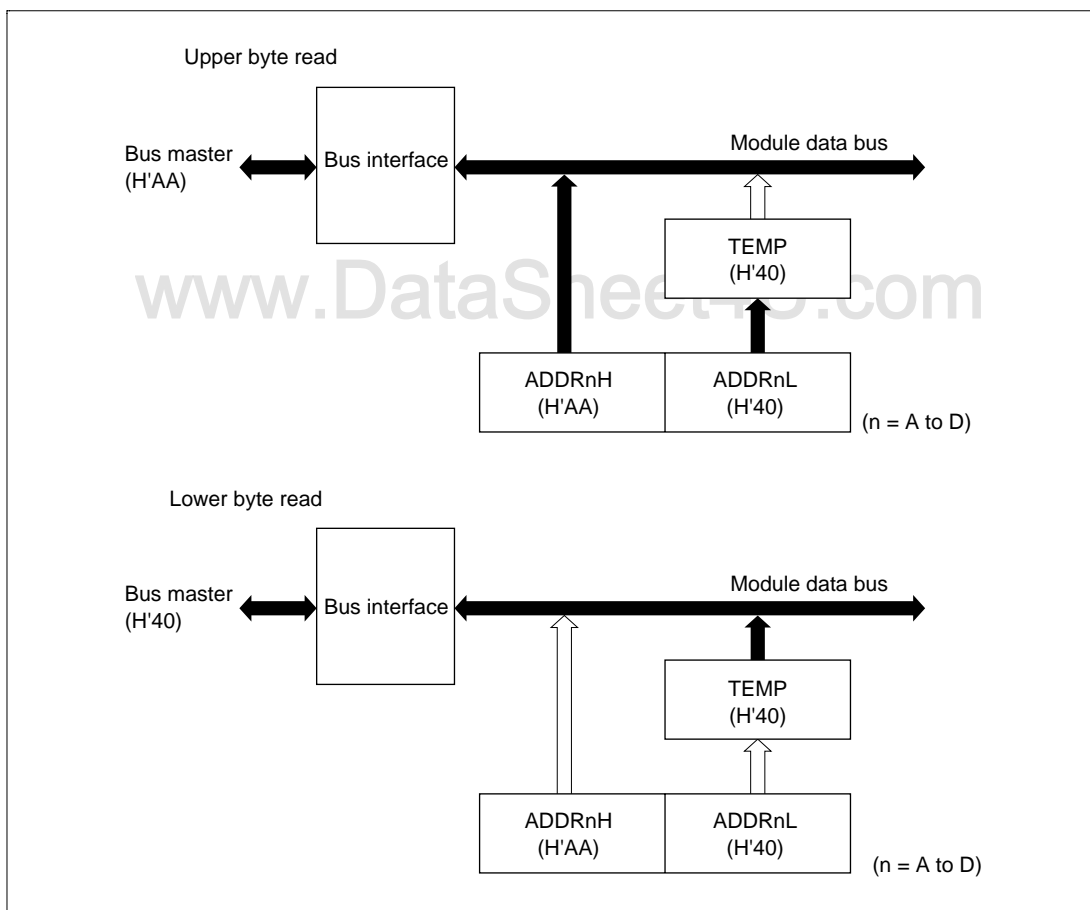 Upper byte read
Bus master
(H'AA)
Bus interface
Module data bus
TEMP
(H'40)
www.DataSheet4U.com
ADDRnH
(H'AA)
ADDRnL
(H'40)
(n = A to D)
Lower byte read
Bus master
(H'40)
Bus interface
Module data bus
TEMP
(H'40)
ADDRnH
(H'AA)
ADDRnL
(H'40)
(n = A to D)